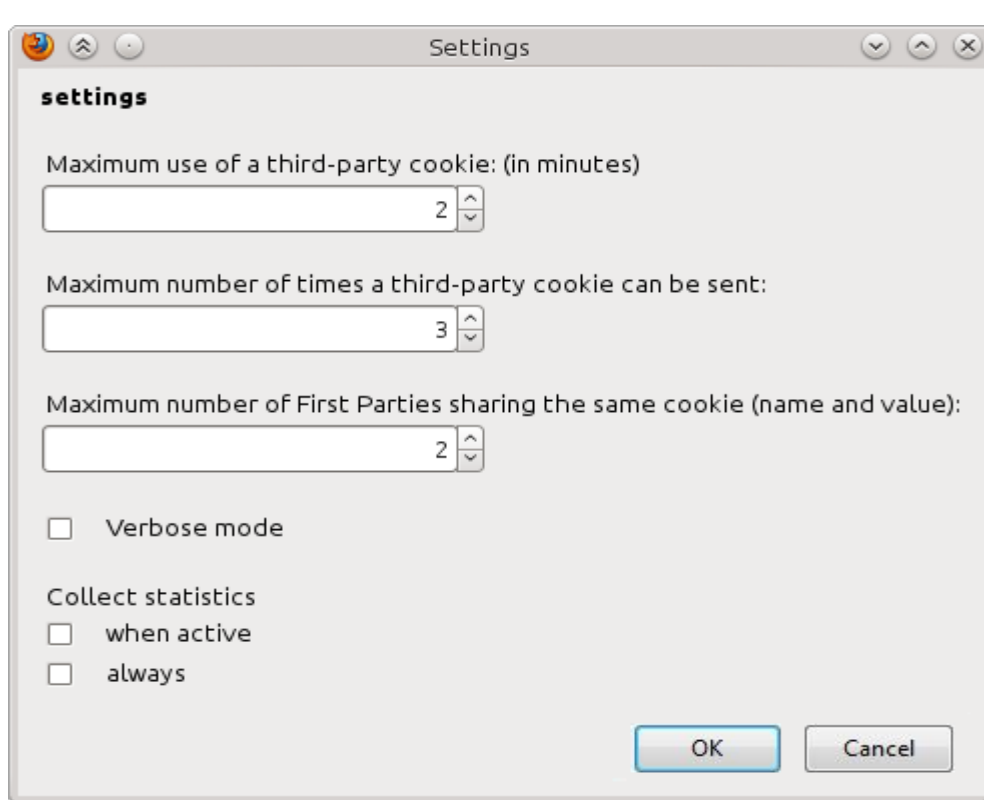 Settings
settings
Maximum use of a third-party cookie: (in minutes)
2
Maximum number of times a third-party cookie can be sent:
3
Maximum number of First Parties sharing the same cookie (name and value):
2
Verbose mode
Collect statistics
when active
always
OK Cancel